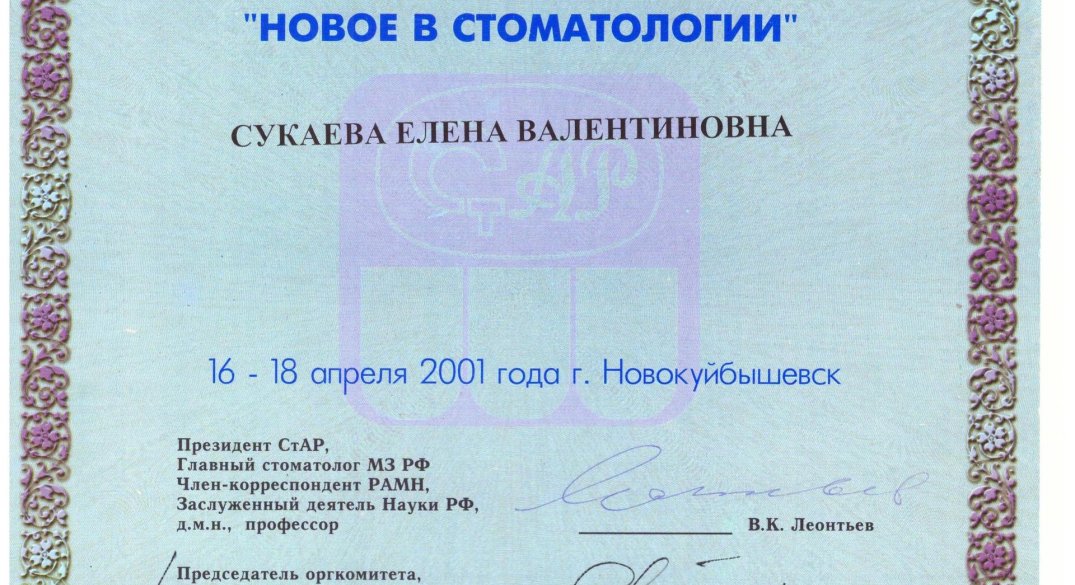 "НОВОЕ В СТОМАТОЛОГИИ"
СУКАЕВА ЕЛЕНА ВАЛЕНТИНОВНА
СтАР
16 - 18 апреля 2001 года г. Новокуйбышевск
Президент СтАР,
Главный стоматолог МЗ РФ
Член-корреспондент РАМН,
Заслуженный деятель Науки РФ,
д.м.н., профессор
В.К. Леонтьев
Председатель оргкомитета,